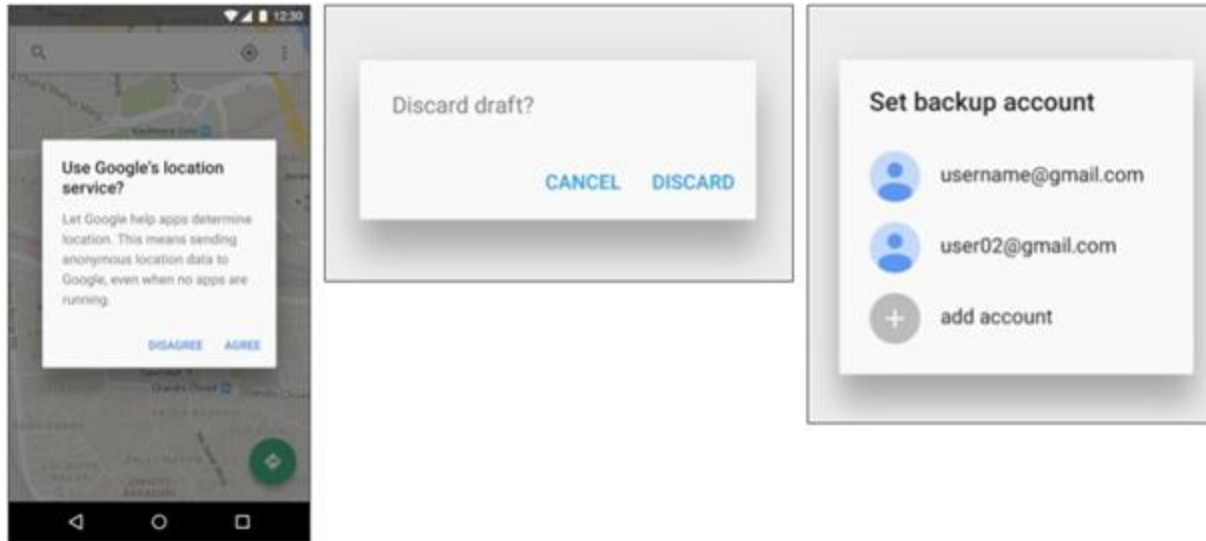 12:30
Use Google's location
service?
Let Google help apps determine
location. This means sending
anonymous location data to
Google, even when no apps are
running.
DISAGREE AGREE
Discard draft?
CANCEL DISCARD
Set backup account
username@gmail.com
user02@gmail.com
add account